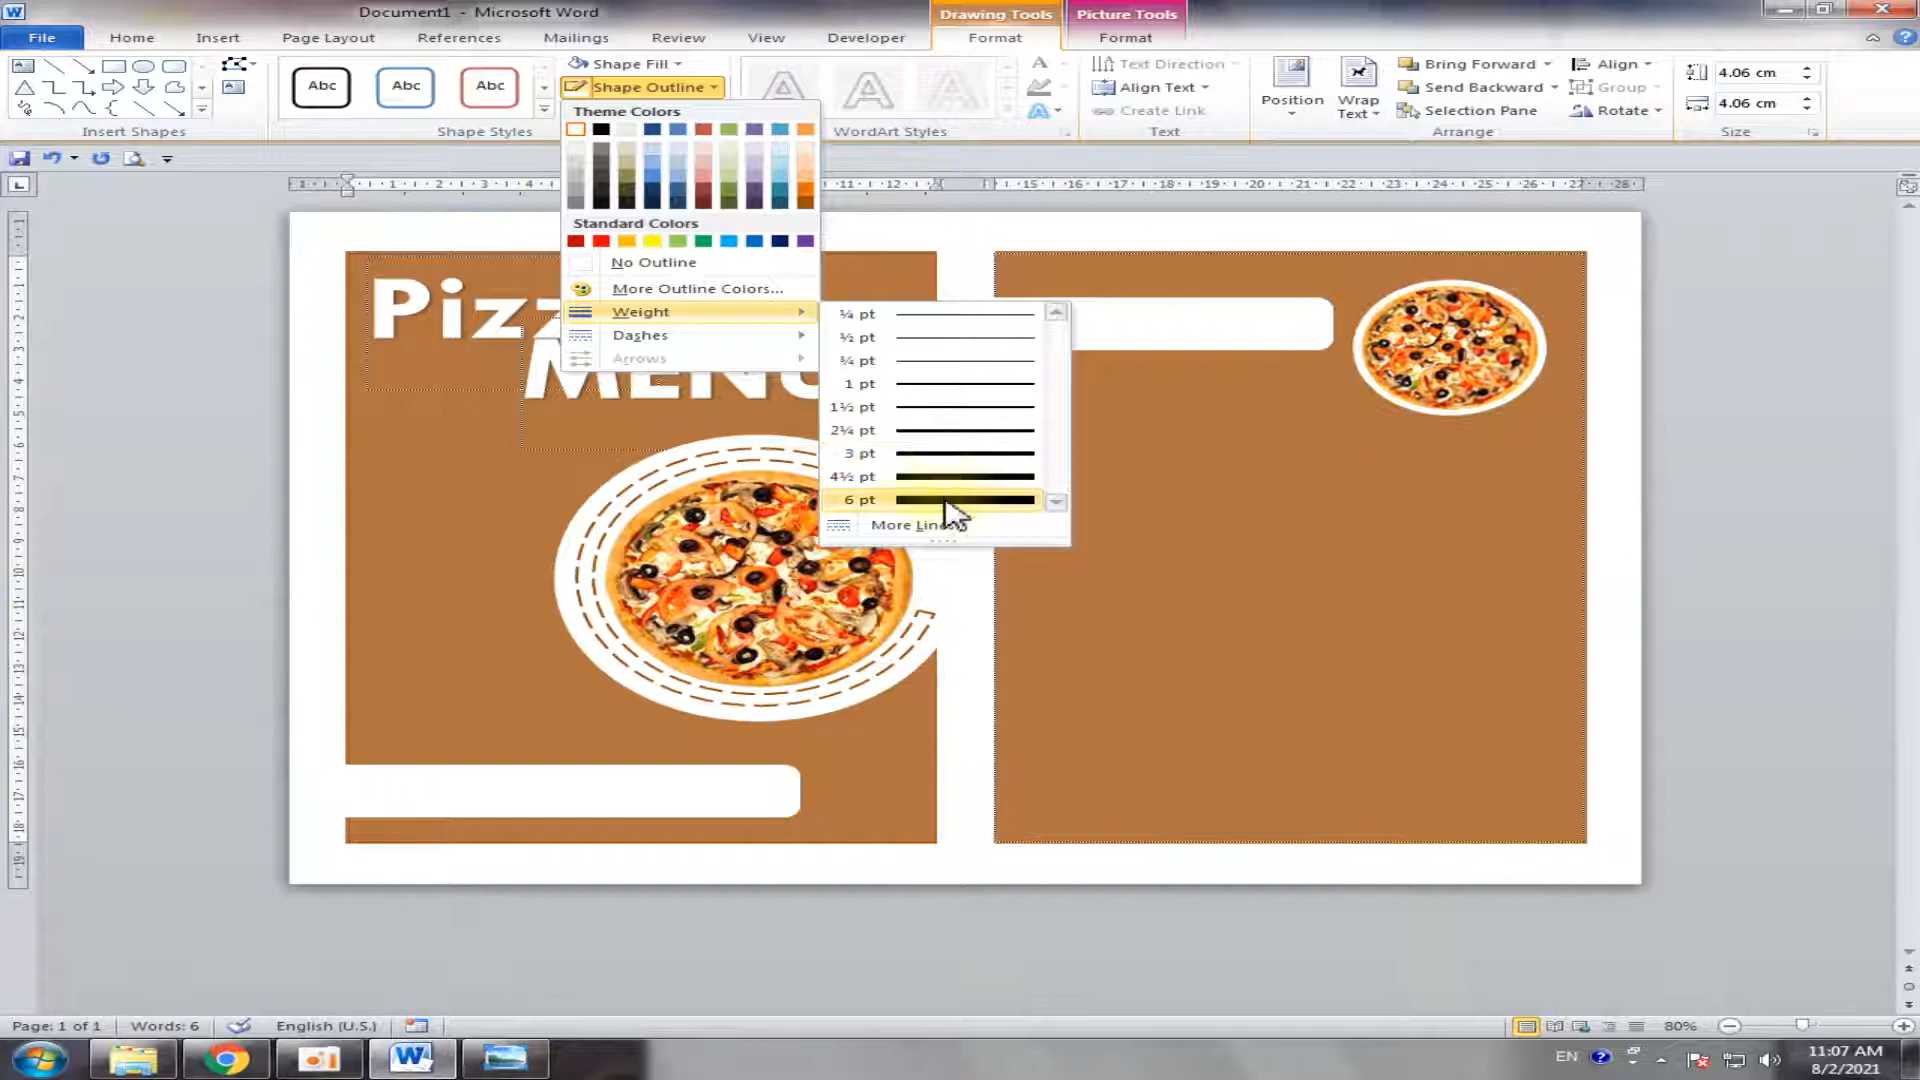 Document1 - Microsoft Word
Drawing Tools
Picture Tools
File
Home
Insert
Page Layout
References
Mailings
Review
View
Developer
Format
Format
Abc
Abc
Abc
Shape Fill
Shape Outline
Text Direction
Align Text
Create Link
Position
Wrap
Text
Bring Forward
Send Backward
Selection Pane
Align
Group
Rotate
4.06 cm
4.06 cm
Insert Shapes
Shape Styles
WordArt Styles
Text
Arrange
Size
Theme Colors
Standard Colors
No Outline
More Outline Colors...
Weight
Dashes
Arrows
¼ pt
½ pt
¾ pt
1 pt
1½ pt
2¼ pt
3 pt
4½ pt
6 pt
More Lines
Pizz
MENU
Page: 1 of 1
Words: 6
English (U.S.)
80%
EN
11:07 AM
8/2/2021